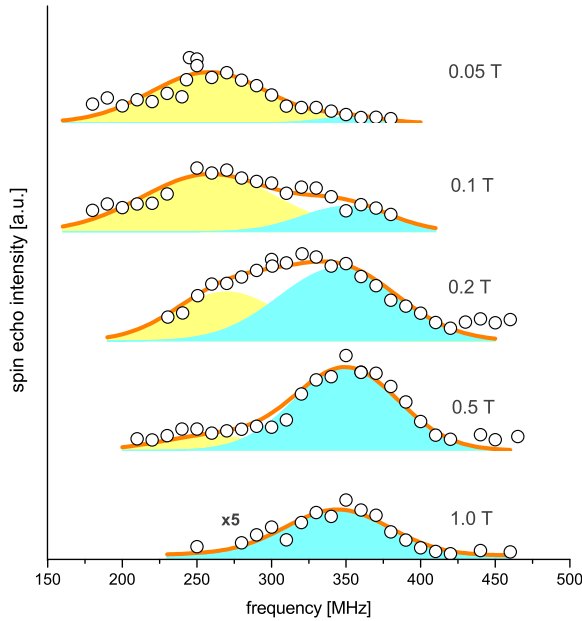 0.05 T
0.1 T
0.2 T
0.5 T
x5
1.0 T
spin echo intensity [a.u.]
150 200 250 300 350 400 450 500
frequency [MHz]